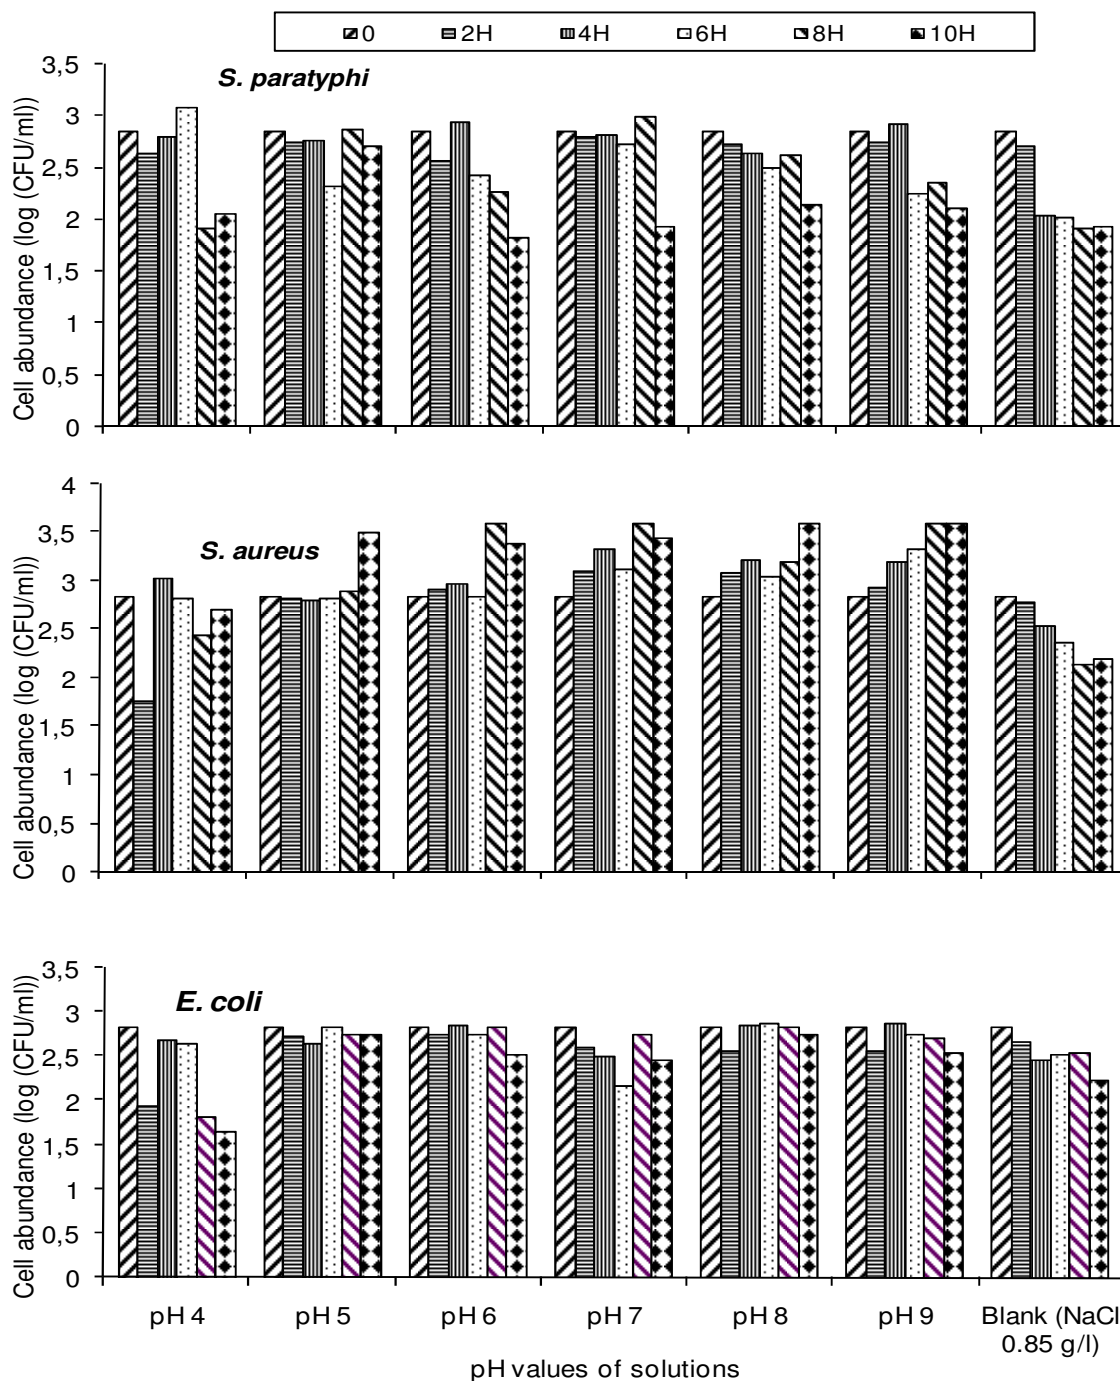 0 2H 4H 6H 8H 10H
S. paratyphi
Cell abundance (log (CFU/ml))
3,5
3
2,5
2
1,5
1
0,5
0
S. aureus
Cell abundance (log (CFU/ml))
4
3,5
3
2,5
2
1,5
1
0,5
0
E. coli
Cell abundance (log (CFU/ml))
3,5
3
2,5
2
1,5
1
0,5
0
pH 4 pH 5 pH 6 pH 7 pH 8 pH 9 Blank (NaCl
0.85 g/l)
pH values of solutions